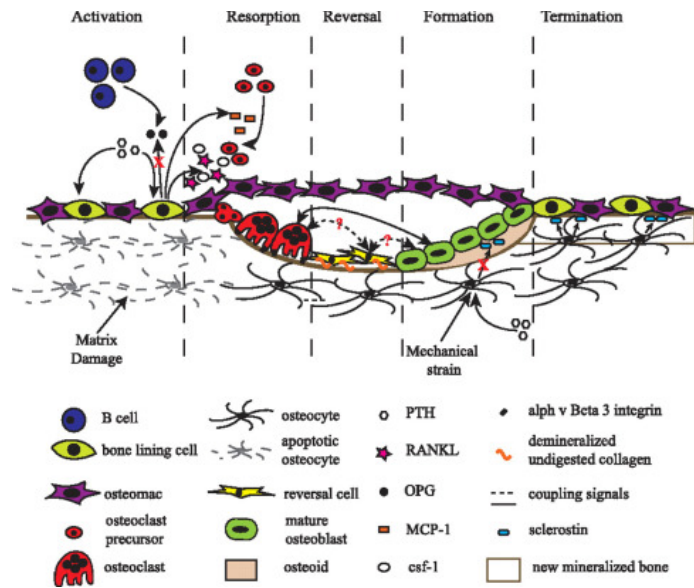 Activation Resorption Reversal Formation Termination
?
?
X
X
Matrix
Damage
Mechanical
strain
B cell
osteocyte
PTH
alph v Beta 3 integrin
bone lining cell
apoptotic
osteocyte
RANKL
demineralized
undigested collagen
osteomac
reversal cell
OPG
coupling signals
osteoclast
precursor
mature
osteoblast
MCP-1
sclerostin
osteoclast
osteoid
csf-1
new mineralized bone